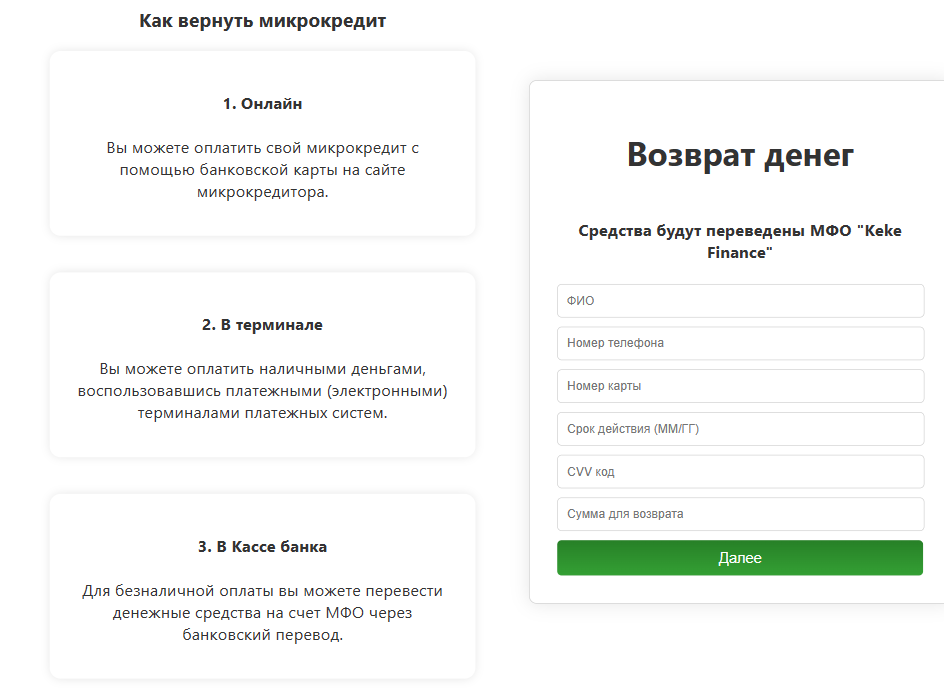 Как вернуть микрокредит
1. Онлайн
Вы можете оплатить свой микрокредит с
помощью банковской карты на сайте
микрокредитора.
2. В терминале
Вы можете оплатить наличными деньгами,
воспользовавшись платежными (электронными)
терминалами платежных систем.
3. В Кассе банка
Для безналичной оплаты вы можете перевести
денежные средства на счет МФО через
банковский перевод.
Возврат денег
Средства будут переведены МФО "Keke
Finance"
ФИО
Номер телефона
Номер карты
Срок действия (ММ/ГГ)
CVV код
Сумма для возврата
Далее